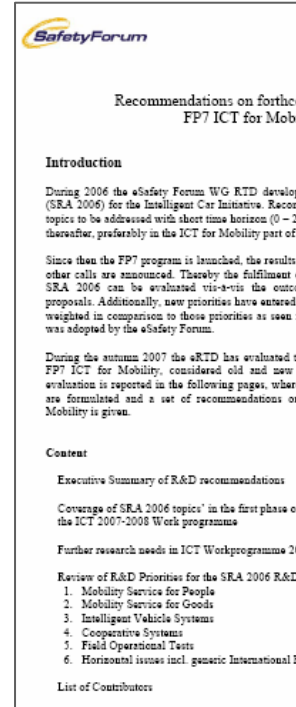 eSafetyForum
Recommendations on forthc
FP7 ICT for Mob
Introduction
During 2006 the eSafety Forum WG RTD develop
(SRA 2006) for the Intelligent Car Initiative. Recor
topics to be addressed with short time horizon (0 – 2
thereafter, preferably in the ICT for Mobility part of
Since then the FP7 program is launched, the results
other calls are announced. Thereby the fulfilment
SRA 2006 can be evaluated vis-a-vis the outc
proposals. Additionally, new priorities have entered
weighted in comparison to those priorities as seen
was adopted by the eSafety Forum.
During the autumn 2007 the eRTD has evaluated t
FP7 ICT for Mobility, considered old and new
evaluation is reported in the following pages, wher
are formulated and a set of recommendations or
Mobility is given.
Content
Executive Summary of R&D recommendations
Coverage of SRA 2006 topics' in the first phase o
the ICT 2007-2008 Work programme
Further research needs in ICT Workprogramme 2
Review of R&D Priorities for the SRA 2006 R&D
1. Mobility Service for People
2. Mobility Service for Goods
3. Intelligent Vehicle Systems
4. Cooperative Systems
5. Field Operational Tests
6. Horizontal issues incl. generic International
List of Contributors